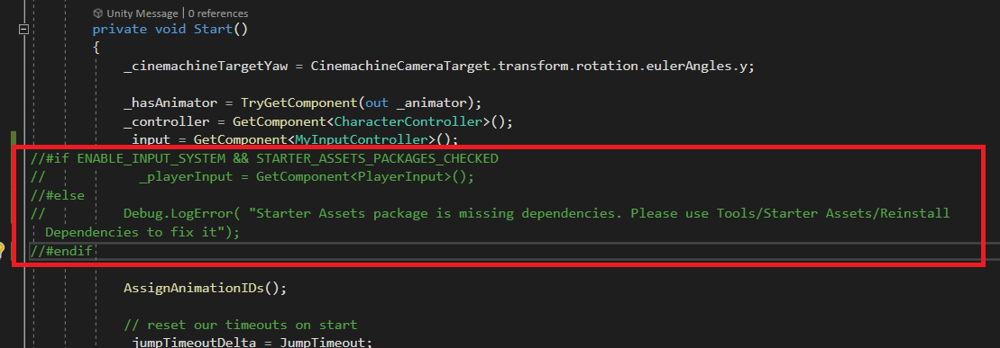 Unity Message | 0 references
private void Start()
{
_cinemachineTargetYaw = CinemachineCameraTarget.transform.rotation.eulerAngles.y;
_hasAnimator = TryGetComponent(out _animator);
_controller = GetComponent<CharacterController>();
_input = GetComponent<MyInputController>();
//#if ENABLE_INPUT_SYSTEM && STARTER_ASSETS_PACKAGES_CHECKED
// _playerInput = GetComponent<PlayerInput>();
//#else
// Debug.LogError( "Starter Assets package is missing dependencies. Please use Tools/Starter Assets/Reinstall
Dependencies to fix it");
//#endif
AssignAnimationIDs();
// reset our timeouts on start
_jumpTimeoutDelta = JumpTimeout;